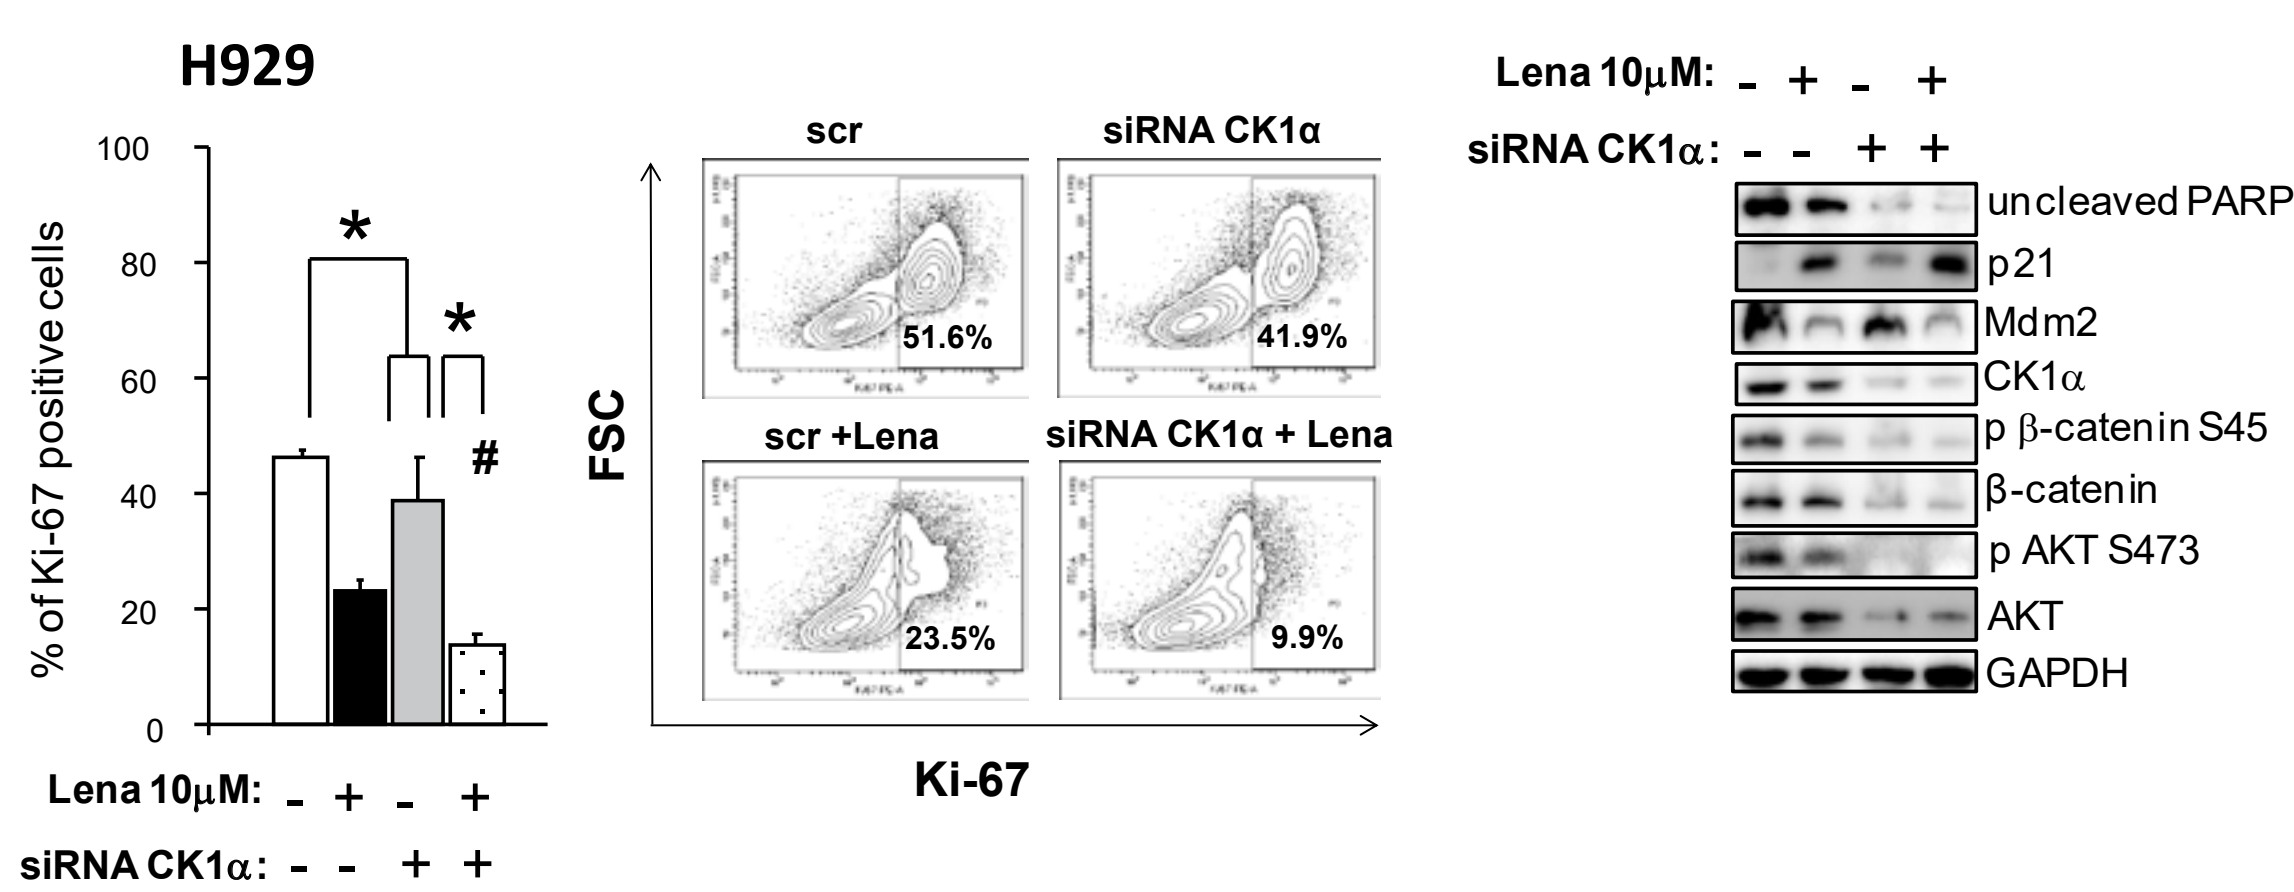 H929
% of Ki-67 positive cells
100
80
60
40
20
0
*
*
#
Lena 10μM: - + - +
siRNA CK1α: - - + +
scr
siRNA CK1α
51.6%
41.9%
scr +Lena
siRNA CK1α + Lena
23.5%
9.9%
FSC
Ki-67
Lena 10μM: - + - +
siRNA CK1α: - - + +
uncleaved PARP
p21
Mdm2
CK1α
p β-catenin S45
β-catenin
p AKT S473
AKT
GAPDH